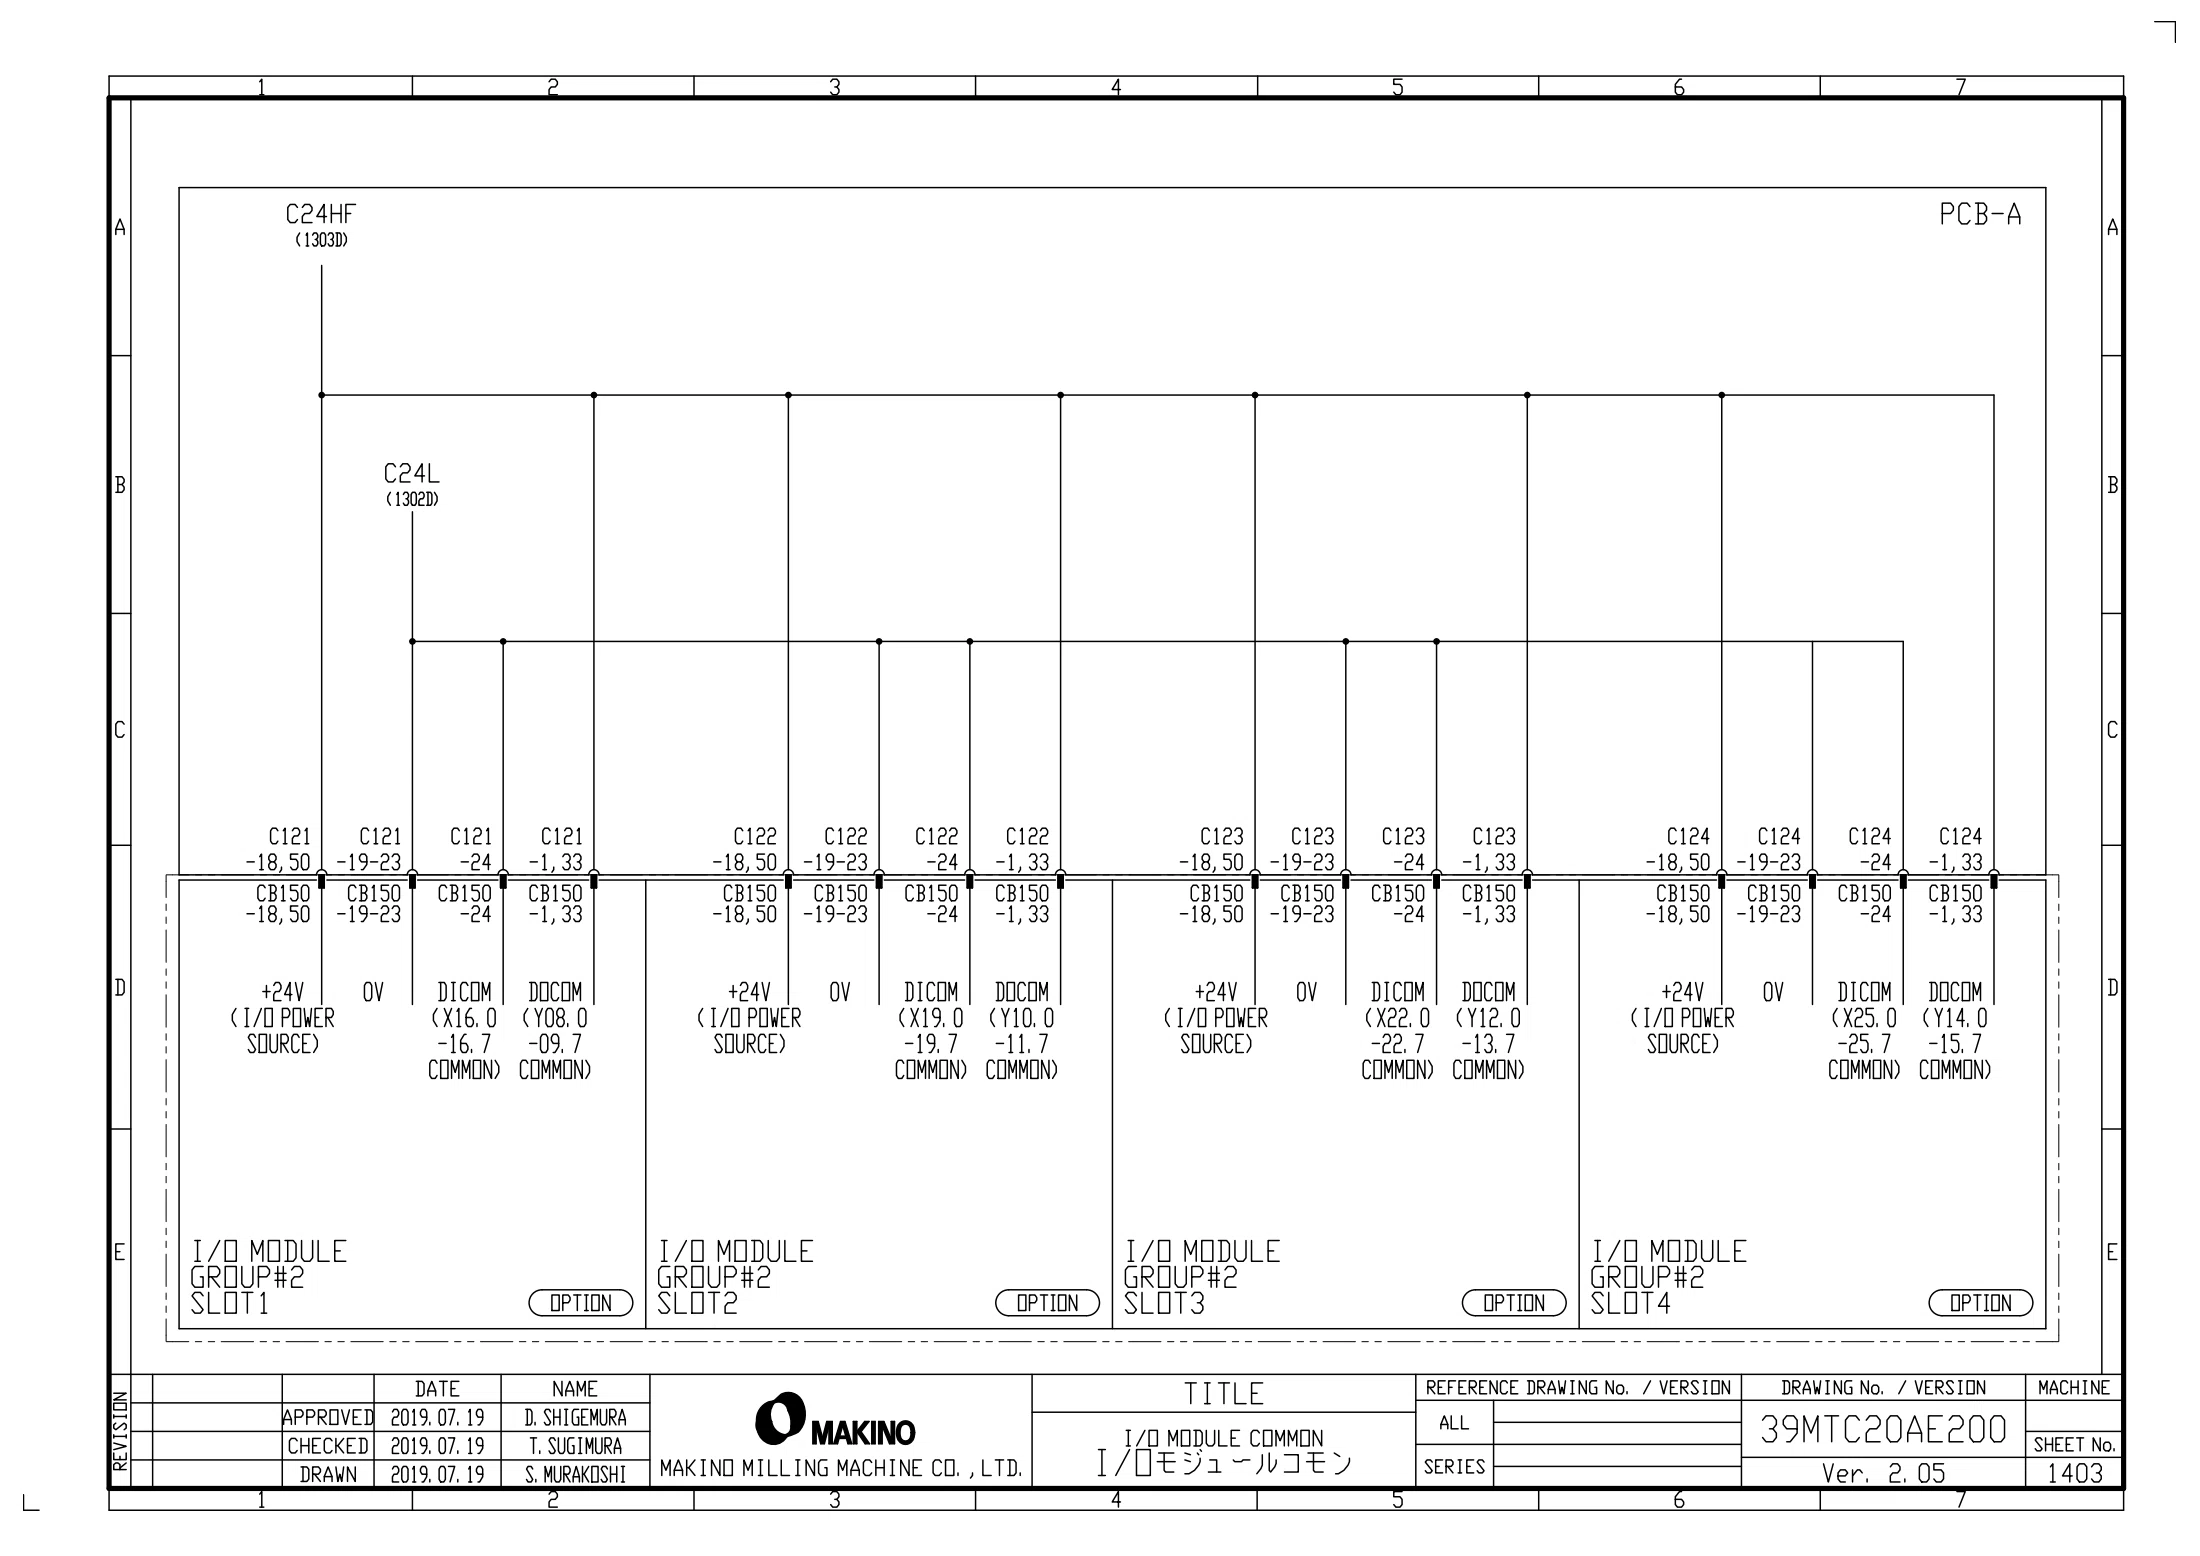 1 2 3 4 5 6 7
A
A
B
B
C
C
D
D
E
E
PCB-A
C24HF
(1303D)
C24L
(1302D)
C121 C121 C121 C121 C122 C122 C122 C122 C123 C123 C123 C123 C124 C124 C124 C124
-18,50 -19-23 -24 -1,33 -18,50 -19-23 -24 -1,33 -18,50 -19-23 -24 -1,33 -18,50 -19-23 -24 -1,33
CB150 CB150 CB150 CB150 CB150 CB150 CB150 CB150 CB150 CB150 CB150 CB150 CB150 CB150 CB150 CB150
-18,50 -19-23 -24 -1,33 -18,50 -19-23 -24 -1,33 -18,50 -19-23 -24 -1,33 -18,50 -19-23 -24 -1,33
+24V 0V DICOM DOCOM +24V 0V DICOM DOCOM +24V 0V DICOM DOCOM +24V 0V DICOM DOCOM
(I/O POWER (X16.0 (Y08.0 (I/O POWER (X19.0 (Y10.0 (I/O POWER (X22.0 (Y12.0 (I/O POWER (X25.0 (Y14.0
SOURCE) -16.7 -09.7 SOURCE) -19.7 -11.7 SOURCE) -22.7 -13.7 SOURCE) -25.7 -15.7
COMMON) COMMON) COMMON) COMMON) COMMON) COMMON) COMMON) COMMON)
I/O MODULE
GROUP#2
SLOT1
OPTION
I/O MODULE
GROUP#2
SLOT2
OPTION
I/O MODULE
GROUP#2
SLOT3
OPTION
I/O MODULE
GROUP#2
SLOT4
OPTION
REVISION
DATE NAME
APPROVED 2019.07.19 D. SHIGEMURA
CHECKED 2019.07.19 T. SUGIMURA
DRAWN 2019.07.19 S. MURAKOSHI
MAKINO
MAKINO MILLING MACHINE CO.,LTD.
TITLE
I/O MODULE COMMON
I/Oモジュールコモン
REFERENCE DRAWING No. / VERSION
ALL
SERIES
DRAWING No. / VERSION
39MTC20AE200
Ver. 2.05
MACHINE
SHEET No.
1403
1 2 3 4 5 6 7